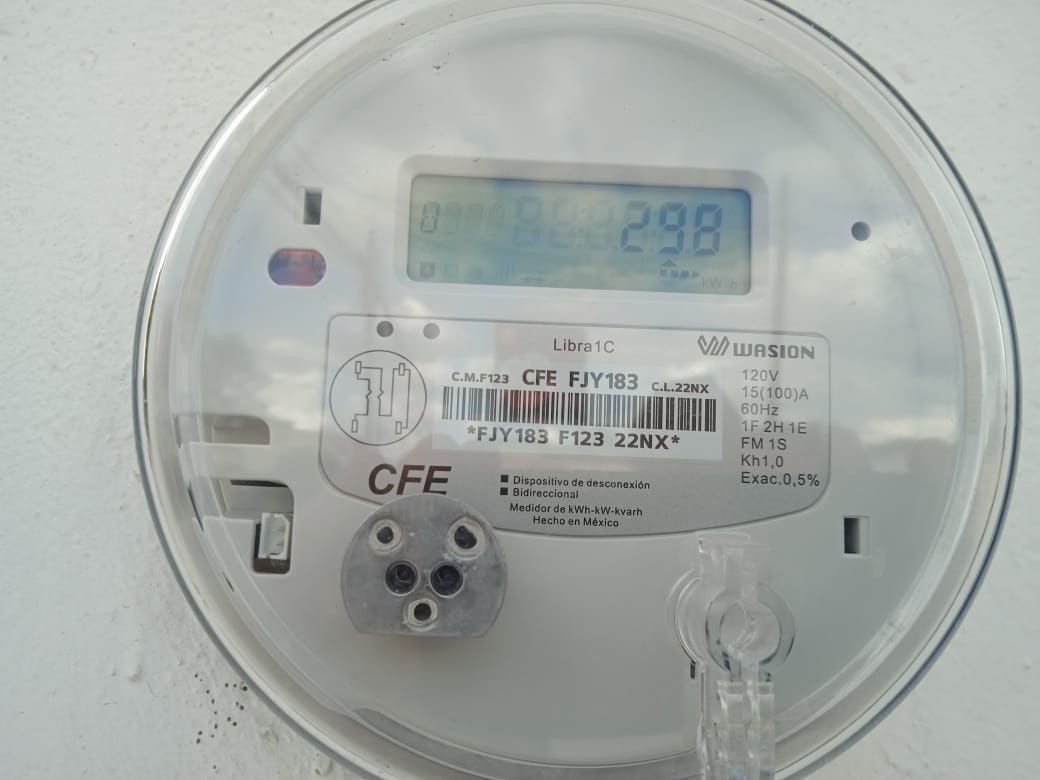 298
kWh
Libra1C
WASION
C.M.F123 CFE FJY183 C.L.22NX
*FJY183 F123 22NX*
120V
15(100)A
60Hz
1F 2H 1E
FM 1S
Kh1,0
Exac.0,5%
CFE
Dispositivo de desconexión
Bidireccional
Medidor de kWh-kW-kvarh
Hecho en México